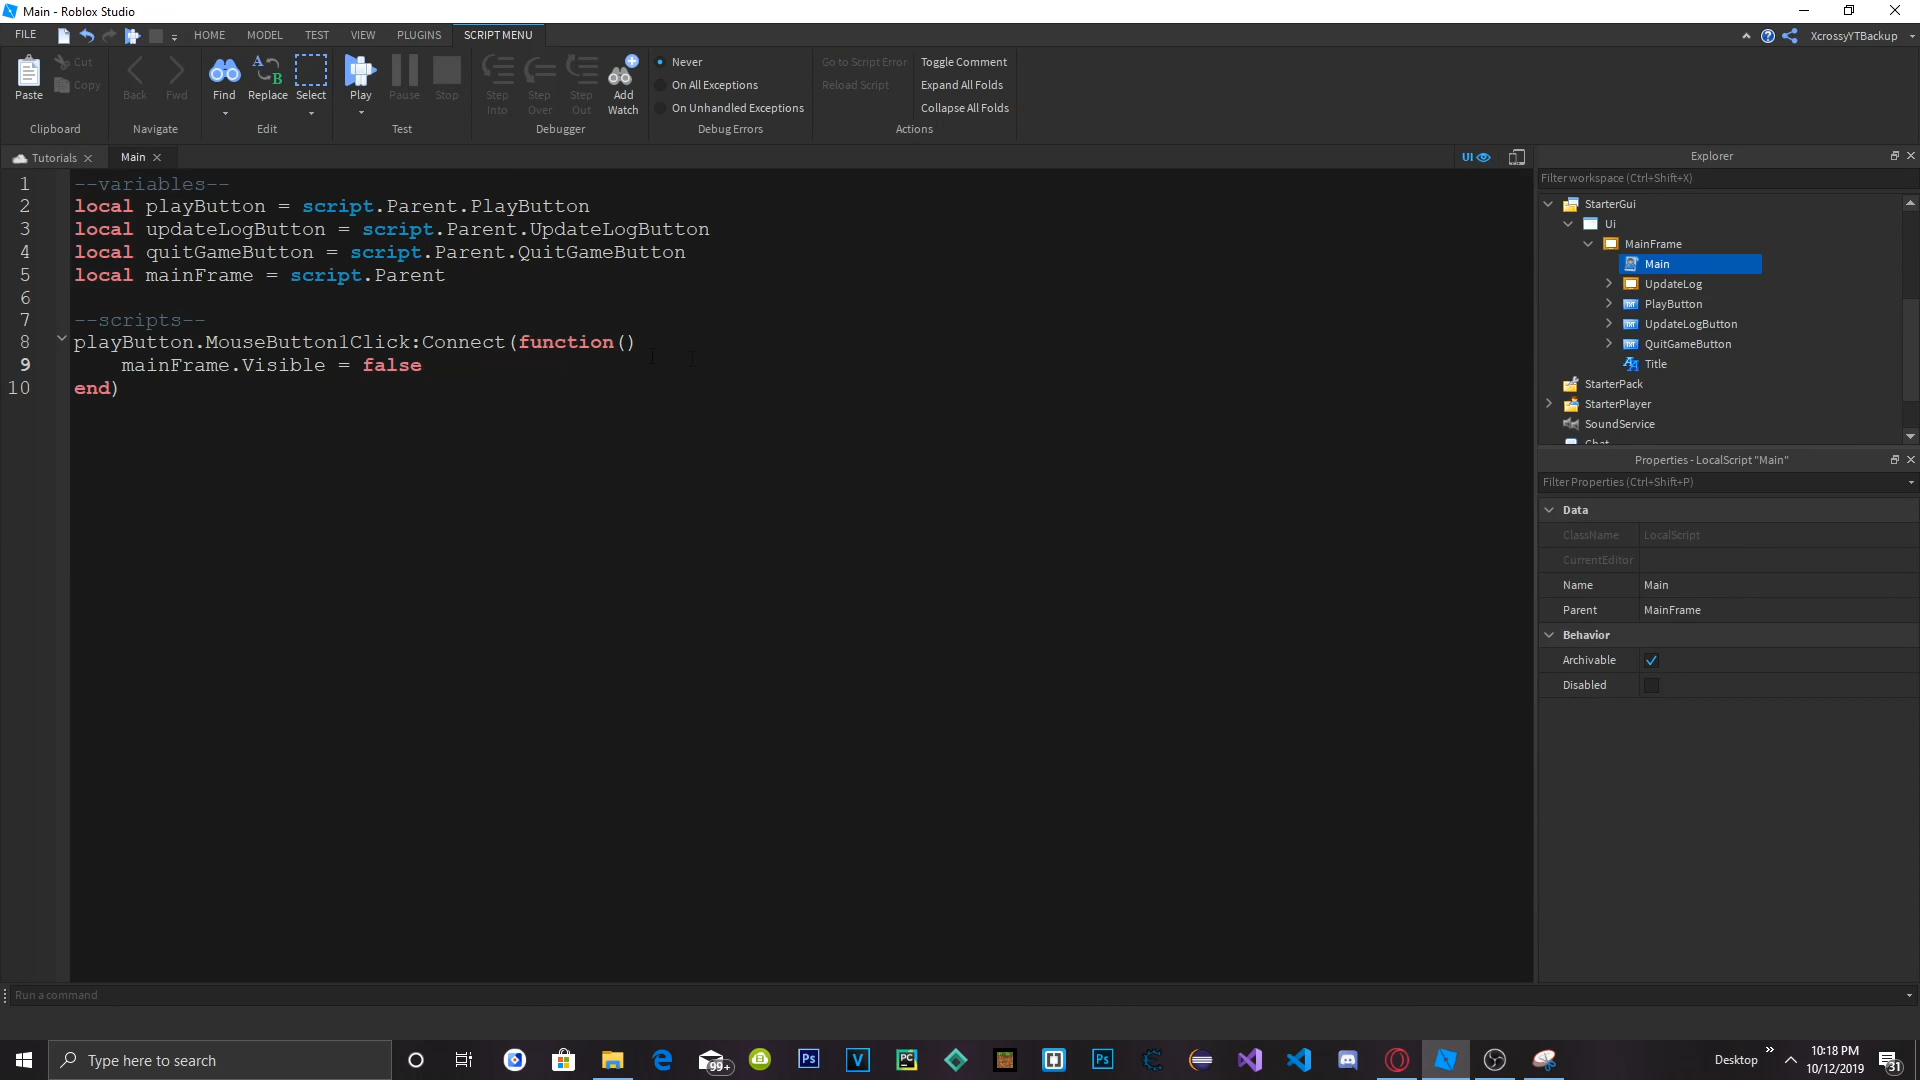 Main - Roblox Studio
FILE HOME MODEL TEST VIEW PLUGINS SCRIPT MENU XcrossyYTBackup
Paste Cut Copy
Clipboard
Back Fwd
Navigate
Find Replace Select
Edit
Play Pause Stop
Test
Step Into Step Over Step Out Add Watch
Debugger
Never
On All Exceptions
On Unhandled Exceptions
Debug Errors
Go to Script Error
Reload Script
Toggle Comment
Expand All Folds
Collapse All Folds
Actions
Tutorials Main UI
1 --variables--
2 local playButton = script.Parent.PlayButton
3 local updateLogButton = script.Parent.UpdateLogButton
4 local quitGameButton = script.Parent.QuitGameButton
5 local mainFrame = script.Parent
6
7 --scripts--
8 playButton.MouseButton1Click:Connect(function()
9 mainFrame.Visible = false
10 end)
Explorer
Filter workspace (Ctrl+Shift+X)
StarterGui
Ui
MainFrame
Main
UpdateLog
PlayButton
UpdateLogButton
QuitGameButton
Title
StarterPack
StarterPlayer
SoundService
Chat
Properties - LocalScript "Main"
Filter Properties (Ctrl+Shift+P)
Data
ClassName LocalScript
CurrentEditor
Name Main
Parent MainFrame
Behavior
Archivable
Disabled
Run a command
Type here to search
99+
Desktop
10:18 PM
10/12/2019
31